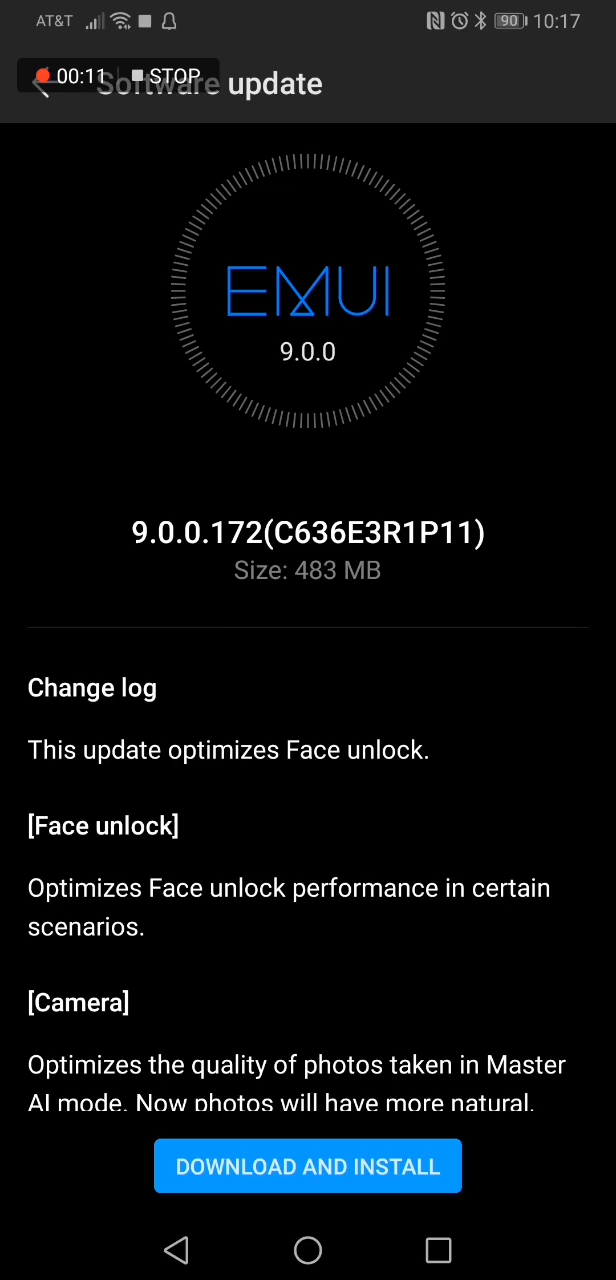 AT&T 90 10:17
00:11 STOP
Software update
EMUI
9.0.0
9.0.0.172(C636E3R1P11)
Size: 483 MB
Change log
This update optimizes Face unlock.
[Face unlock]
Optimizes Face unlock performance in certain
scenarios.
[Camera]
Optimizes the quality of photos taken in Master
AI mode. Now photos will have more natural,
DOWNLOAD AND INSTALL